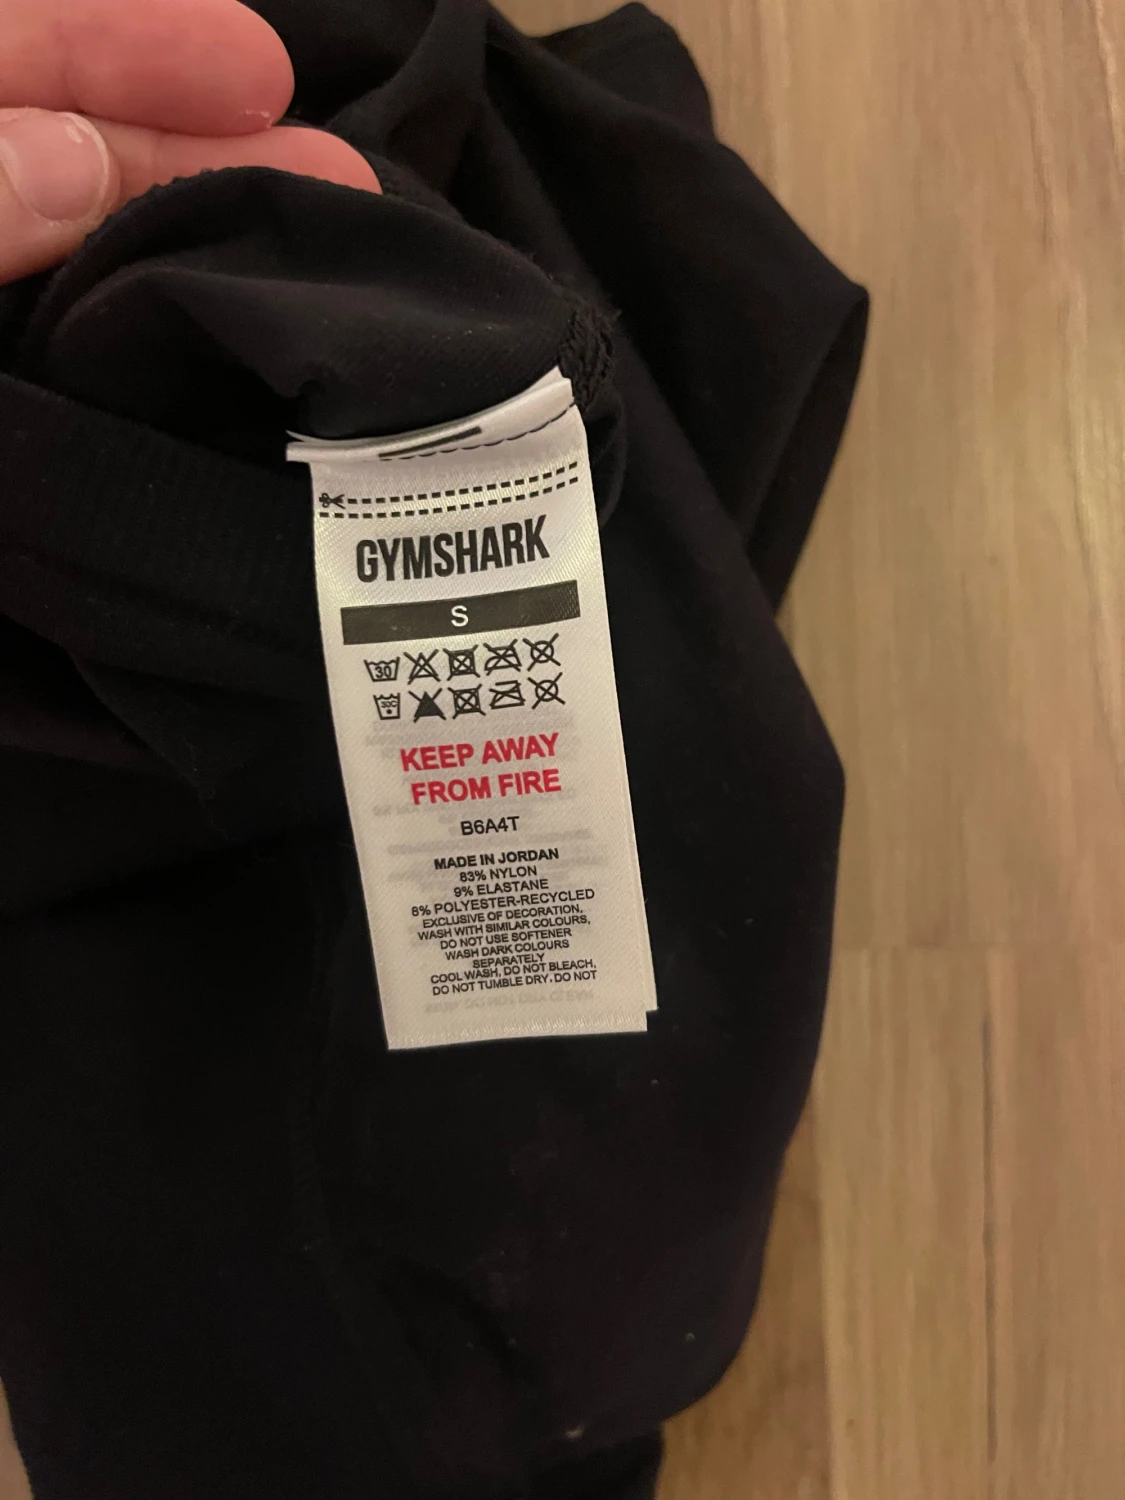 GYMSHARK
S
30
30C
KEEP AWAY
FROM FIRE
B6A4T
MADE IN JORDAN
83% NYLON
9% ELASTANE
8% POLYESTER-RECYCLED
EXCLUSIVE OF DECORATION,
WASH WITH SIMILAR COLOURS,
DO NOT USE SOFTENER
WASH DARK COLOURS
SEPARATELY
COOL WASH, DO NOT BLEACH,
DO NOT TUMBLE DRY, DO NOT